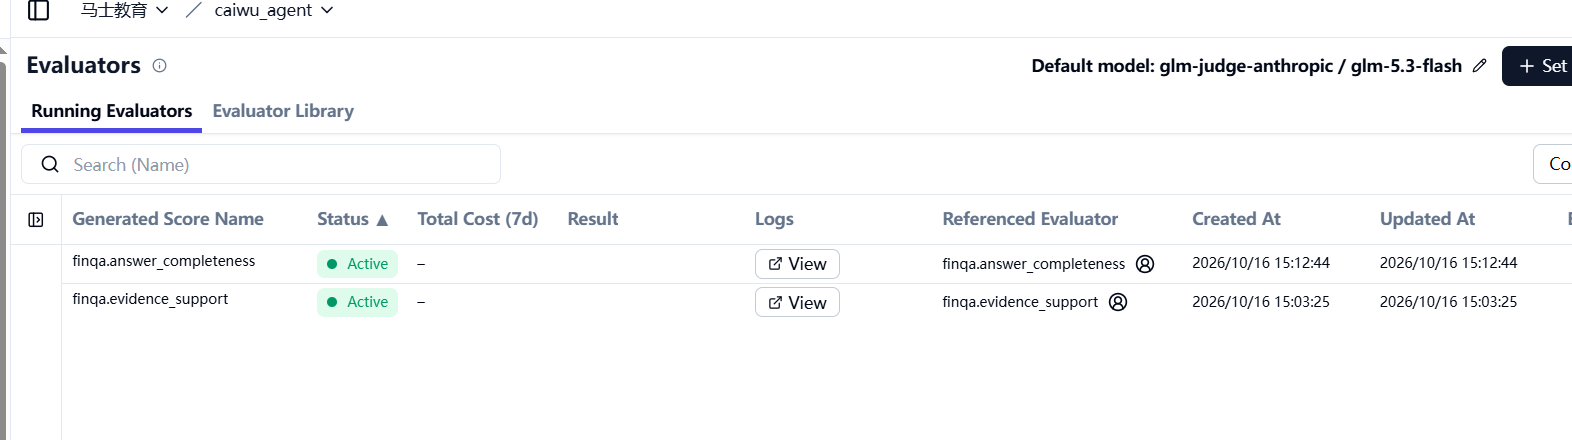 马士教育 / caiwu_agent
Evaluators
Default model: glm-judge-anthropic / glm-5.3-flash
+ Set
Running Evaluators Evaluator Library
Search (Name)
Co
Generated Score Name Status ▲ Total Cost (7d) Result Logs Referenced Evaluator Created At Updated At
finqa.answer_completeness Active – View finqa.answer_completeness 2026/10/16 15:12:44 2026/10/16 15:12:44
finqa.evidence_support Active – View finqa.evidence_support 2026/10/16 15:03:25 2026/10/16 15:03:25